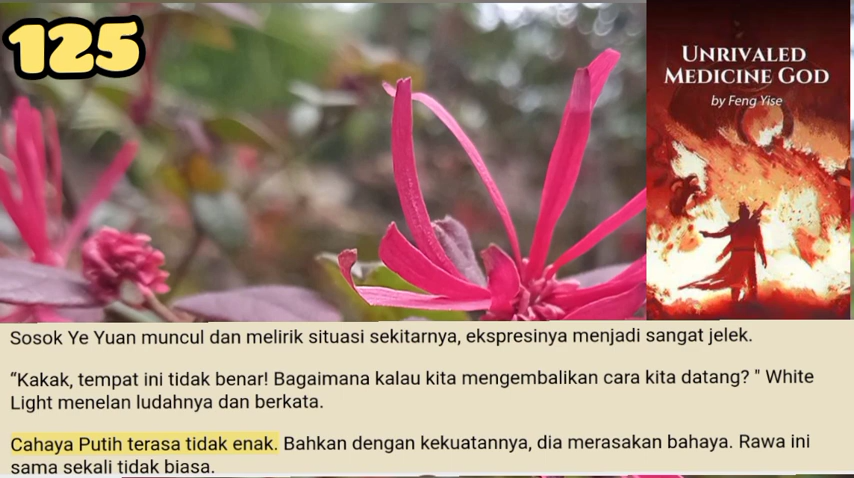 125
UNRIVALED
MEDICINE GOD
by Feng Yise
Sosok Ye Yuan muncul dan melirik situasi sekitarnya, ekspresinya menjadi sangat jelek.
“Kakak, tempat ini tidak benar! Bagaimana kalau kita mengembalikan cara kita datang? " White
Light menelan ludahnya dan berkata.
Cahaya Putih terasa tidak enak. Bahkan dengan kekuatannya, dia merasakan bahaya. Rawa ini
sama sekali tidak biasa.